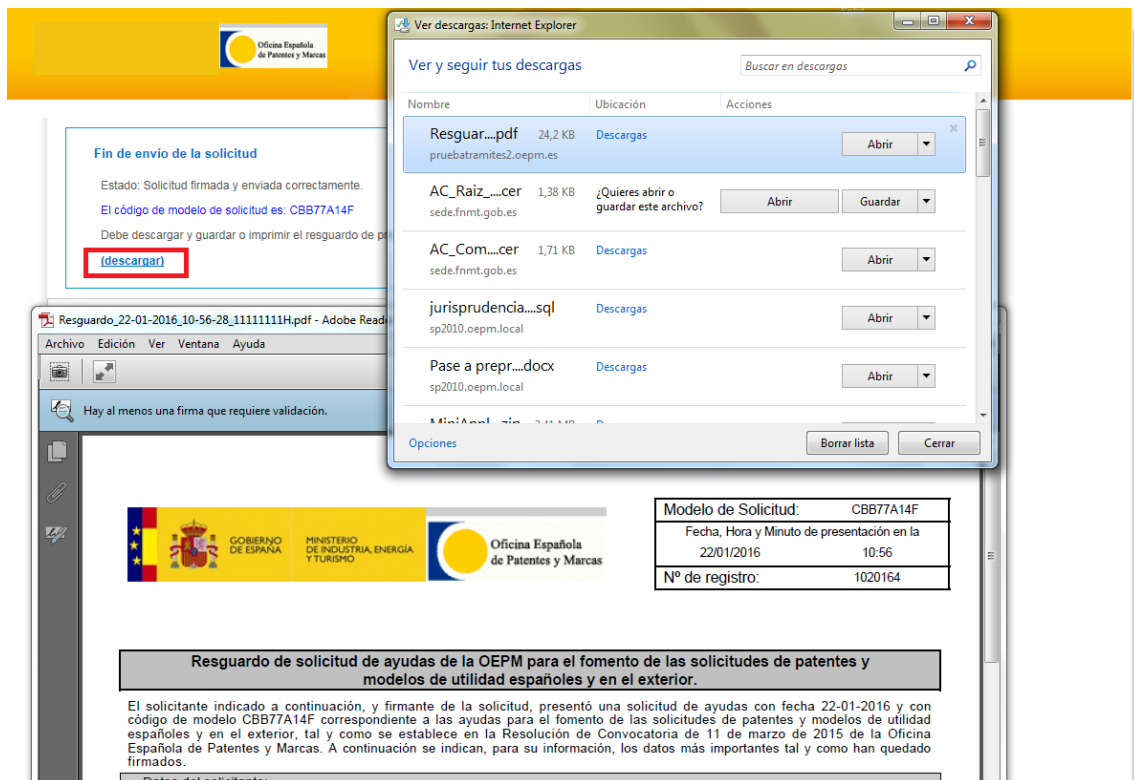 Oficina Española
de Patentes y Marcas
Fin de envío de la solicitud
Estado: Solicitud firmada y enviada correctamente.
El código de modelo de solicitud es: CBB77A14F
Debe descargar y guardar o imprimir el resguardo de
(descargar)
Ver descargas: Internet Explorer
Ver y seguir tus descargas
Buscar en descargas
Nombre Ubicación Acciones
Resguar....pdf 24,2 KB Descargas Abrir
pruebatramites2.oepm.es
AC_Raiz_....cer 1,38 KB ¿Quieres abrir o guardar este archivo? Abrir Guardar
sede.fnmt.gob.es
AC_Com....cer 1,71 KB Descargas Abrir
sede.fnmt.gob.es
jurisprudencia....sql Descargas Abrir
sp2010.oepm.local
Pase a prepr....docx Descargas Abrir
sp2010.oepm.local
Opciones Borrar lista Cerrar
Resguardo_22-01-2016_10-56-28_11111111H.pdf - Adobe Read
Archivo Edición Ver Ventana Ayuda
Hay al menos una firma que requiere validación.
GOBIERNO
DE ESPAÑA
MINISTERIO
DE INDUSTRIA, ENERGÍA
Y TURISMO
Oficina Española
de Patentes y Marcas
Modelo de Solicitud: CBB77A14F
Fecha, Hora y Minuto de presentación en la
22/01/2016 10:56
Nº de registro: 1020164
Resguardo de solicitud de ayudas de la OEPM para el fomento de las solicitudes de patentes y
modelos de utilidad españoles y en el exterior.
El solicitante indicado a continuación, y firmante de la solicitud, presentó una solicitud de ayudas con fecha 22-01-2016 y con
código de modelo CBB77A14F correspondiente a las ayudas para el fomento de las solicitudes de patentes y modelos de utilidad
españoles y en el exterior, tal y como se establece en la Resolución de Convocatoria de 11 de marzo de 2015 de la Oficina
Española de Patentes y Marcas. A continuación se indican, para su información, los datos más importantes tal y como han quedado
firmados.